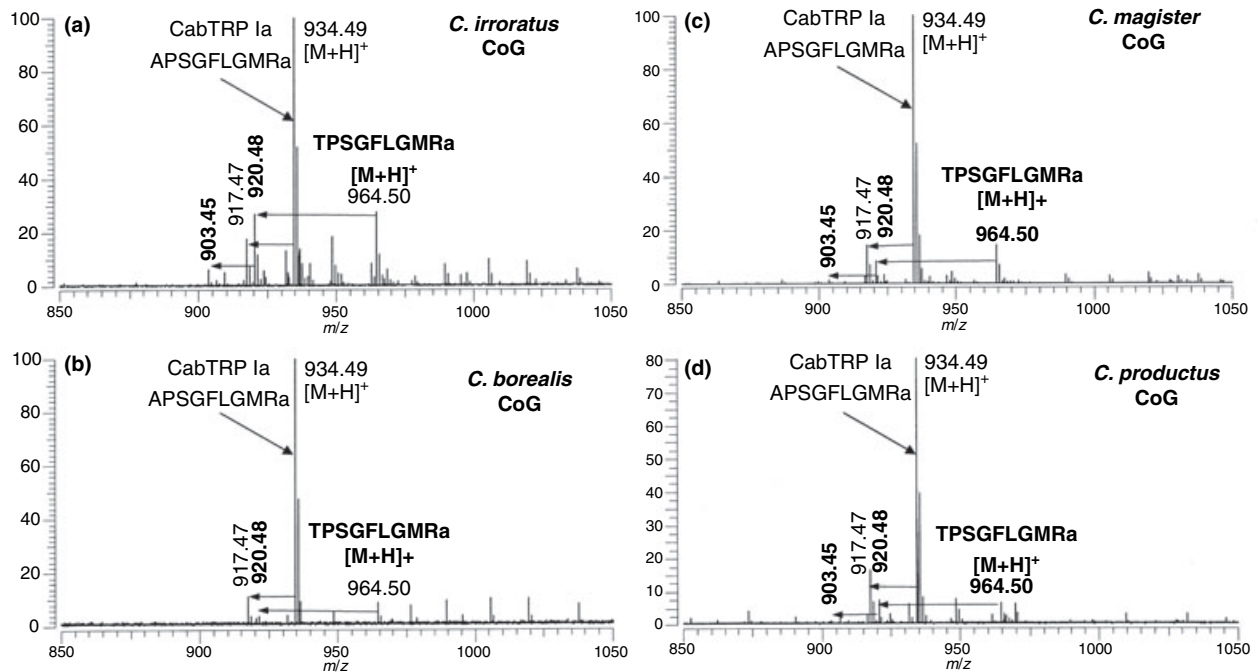 (a)
CabTRP Ia
APSGFLGMRa
934.49
[M+H]+
C. irroratus
CoG
TPSGFLGMRa
[M+H]+
964.50
903.45
917.47
920.48
100
80
60
40
20
0
850
900
950
1000
1050
m/z
(c)
CabTRP Ia
APSGFLGMRa
934.49
[M+H]+
C. magister
CoG
TPSGFLGMRa
[M+H]+
964.50
903.45
917.47
920.48
100
80
60
40
20
0
850
900
950
1000
1050
m/z
(b)
CabTRP Ia
APSGFLGMRa
934.49
[M+H]+
C. borealis
CoG
TPSGFLGMRa
[M+H]+
964.50
917.47
920.48
100
80
60
40
20
0
850
900
950
1000
1050
m/z
(d)
CabTRP Ia
APSGFLGMRa
934.49
[M+H]+
C. productus
CoG
TPSGFLGMRa
[M+H]+
964.50
903.45
917.47
920.48
80
70
60
50
40
30
20
10
0
850
900
950
1000
1050
m/z